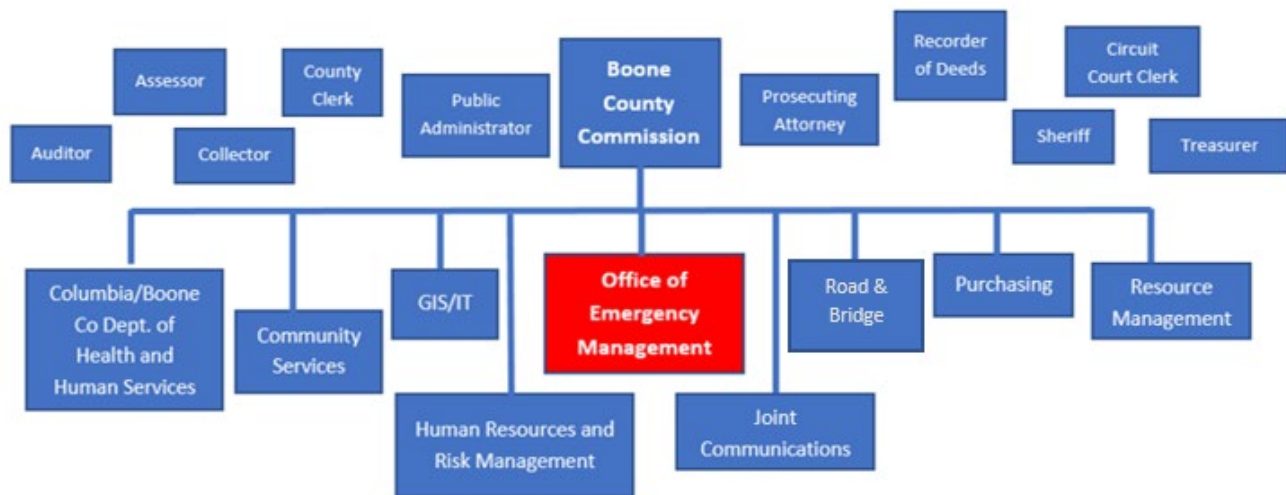 Auditor
Assessor
Collector
County
Clerk
Public
Administrator
Boone
County
Commission
Prosecuting
Attorney
Recorder
of Deeds
Sheriff
Circuit
Court Clerk
Treasurer
Columbia/Boone
Co Dept. of
Health and
Human Services
Community
Services
GIS/IT
Human Resources and
Risk Management
Office of
Emergency
Management
Joint
Communications
Road &
Bridge
Purchasing
Resource
Management